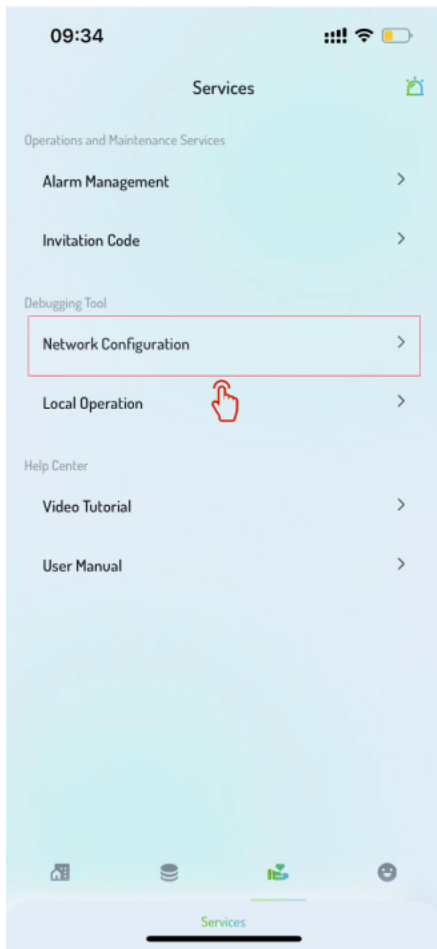 09:34
Services
Operations and Maintenance Services
Alarm Management
Invitation Code
Debugging Tool
Network Configuration
Local Operation
Help Center
Video Tutorial
User Manual
Services